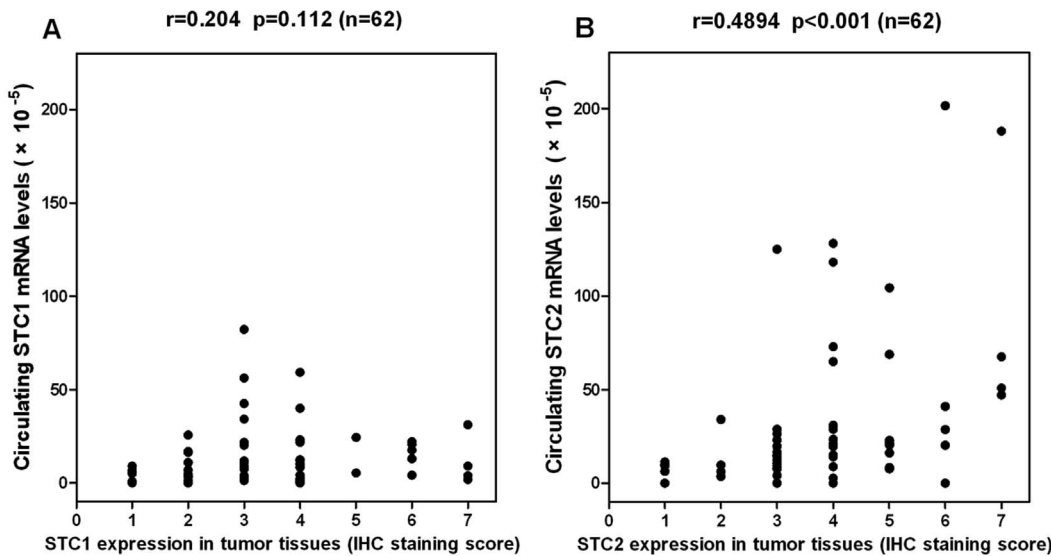 A
r=0.204 p=0.112 (n=62)
Circulating STC1 mRNA levels ( × 10 -5)
200
150
100
50
0
0 1 2 3 4 5 6 7
STC1 expression in tumor tissues (IHC staining score)
B
r=0.4894 p<0.001 (n=62)
Circulating STC2 mRNA levels ( × 10 -5)
200
150
100
50
0
0 1 2 3 4 5 6 7
STC2 expression in tumor tissues (IHC staining score)